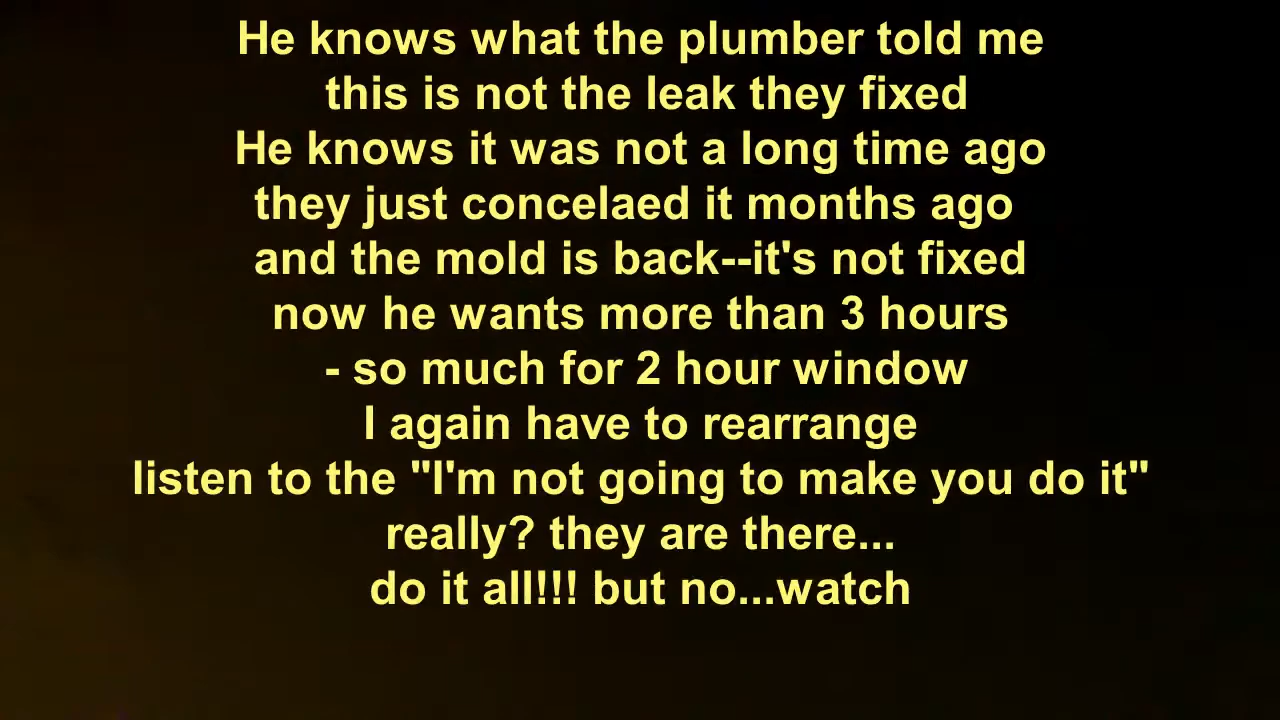 He knows what the plumber told me
this is not the leak they fixed
He knows it was not a long time ago
they just concelaed it months ago
and the mold is back--it's not fixed
now he wants more than 3 hours
- so much for 2 hour window
I again have to rearrange
listen to the "I'm not going to make you do it"
really? they are there...
do it all!!! but no...watch